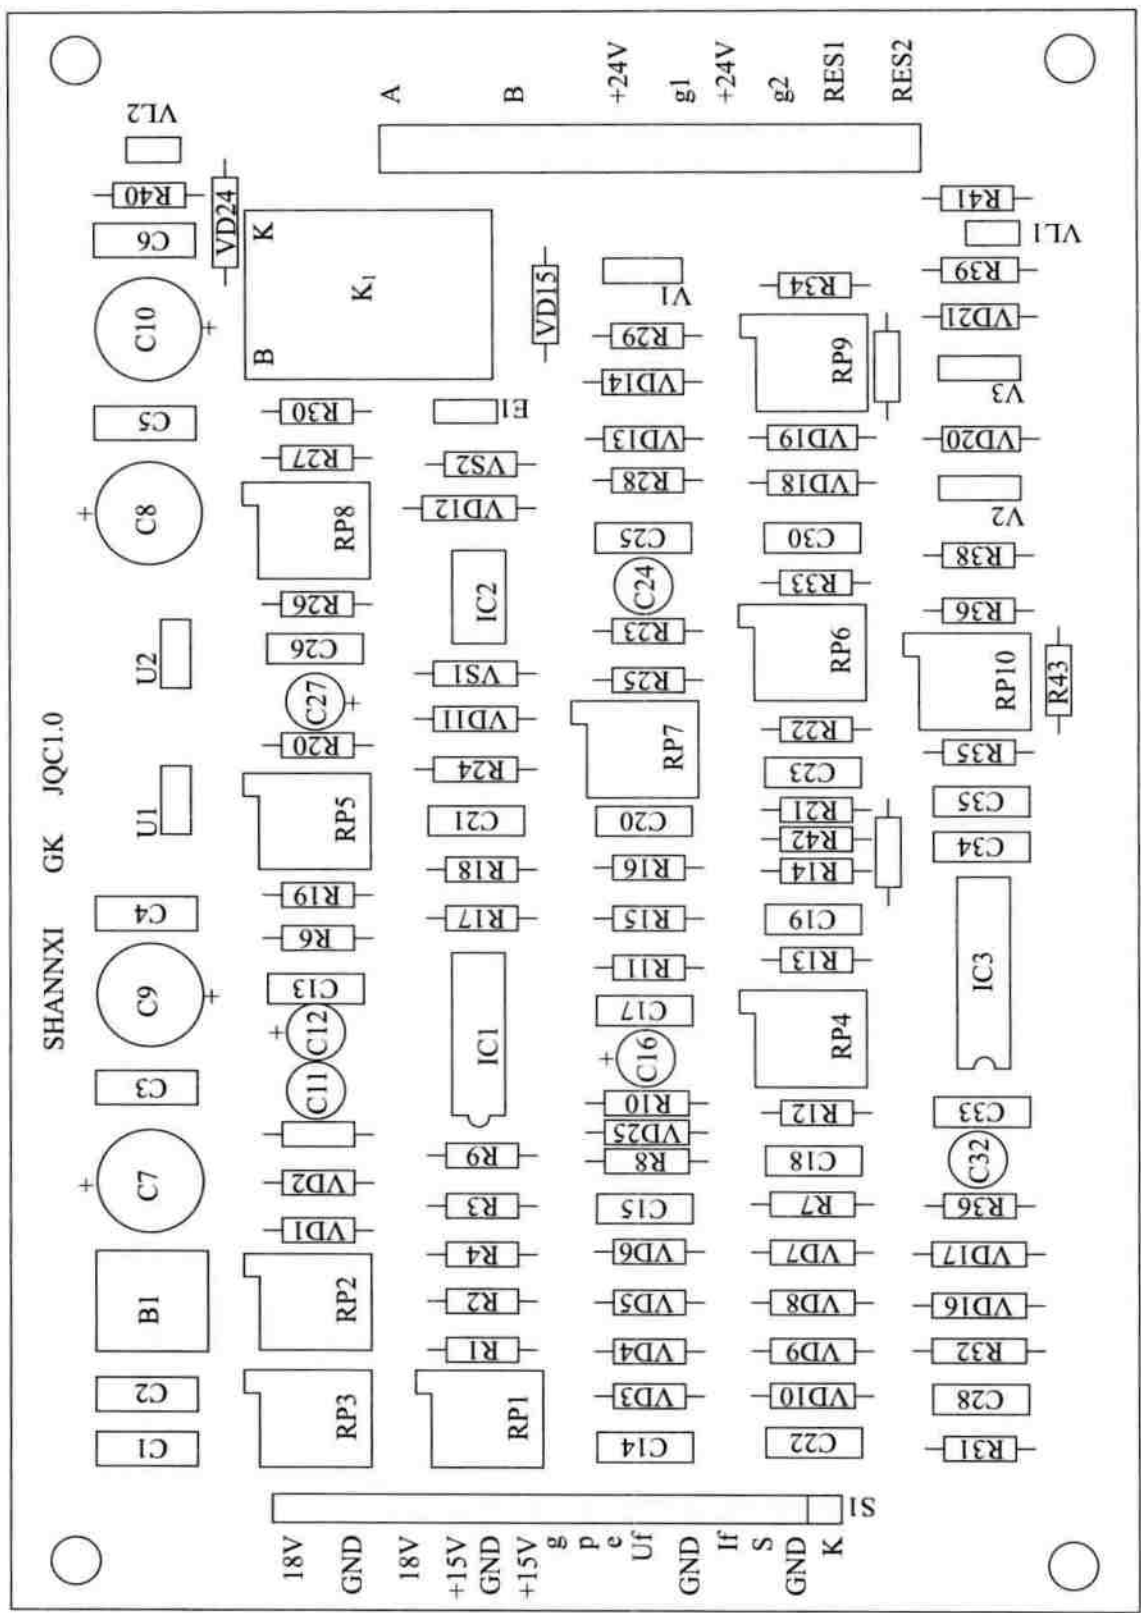 SHANNXI GK JQC1.0
C1
C2
B1
C7
+
C3
C9
+
C4
U1
U2
C8
+
C5
C10
+
C6
R40
VL2
VD24
RP3
RP2
VD1
VD2
C11
C12
+
C13
R6
R19
RP5
R20
C27
+
C26
R26
RP8
R27
R30
B
K
K1
RP1
R1
R2
R4
R3
R9
IC1
R17
R18
C21
R24
VD11
VS1
IC2
VD12
VS2
E1
VD15
C14
VD3
VD4
VD5
VD6
C15
R8
VD25
R10
C16
+
C17
R11
R15
R16
C20
RP7
R25
R23
C24
C25
R28
VD13
VD14
R29
V1
C22
VD10
VD9
VD8
VD7
R7
C18
R12
RP4
R13
C19
R14
R42
R21
C23
R22
RP6
R33
C30
VD18
VD19
RP9
R34
R31
C28
R32
VD16
VD17
R36
C32
C33
IC3
C34
C35
R35
RP10
R43
R36
R38
V2
VD20
V3
VD21
R39
VL1
R41
18V
GND
18V
+15V
GND
+15V
g
p
e
Uf
GND
If
S
GND
K
S1
A
B
+24V
g1
+24V
g2
RES1
RES2